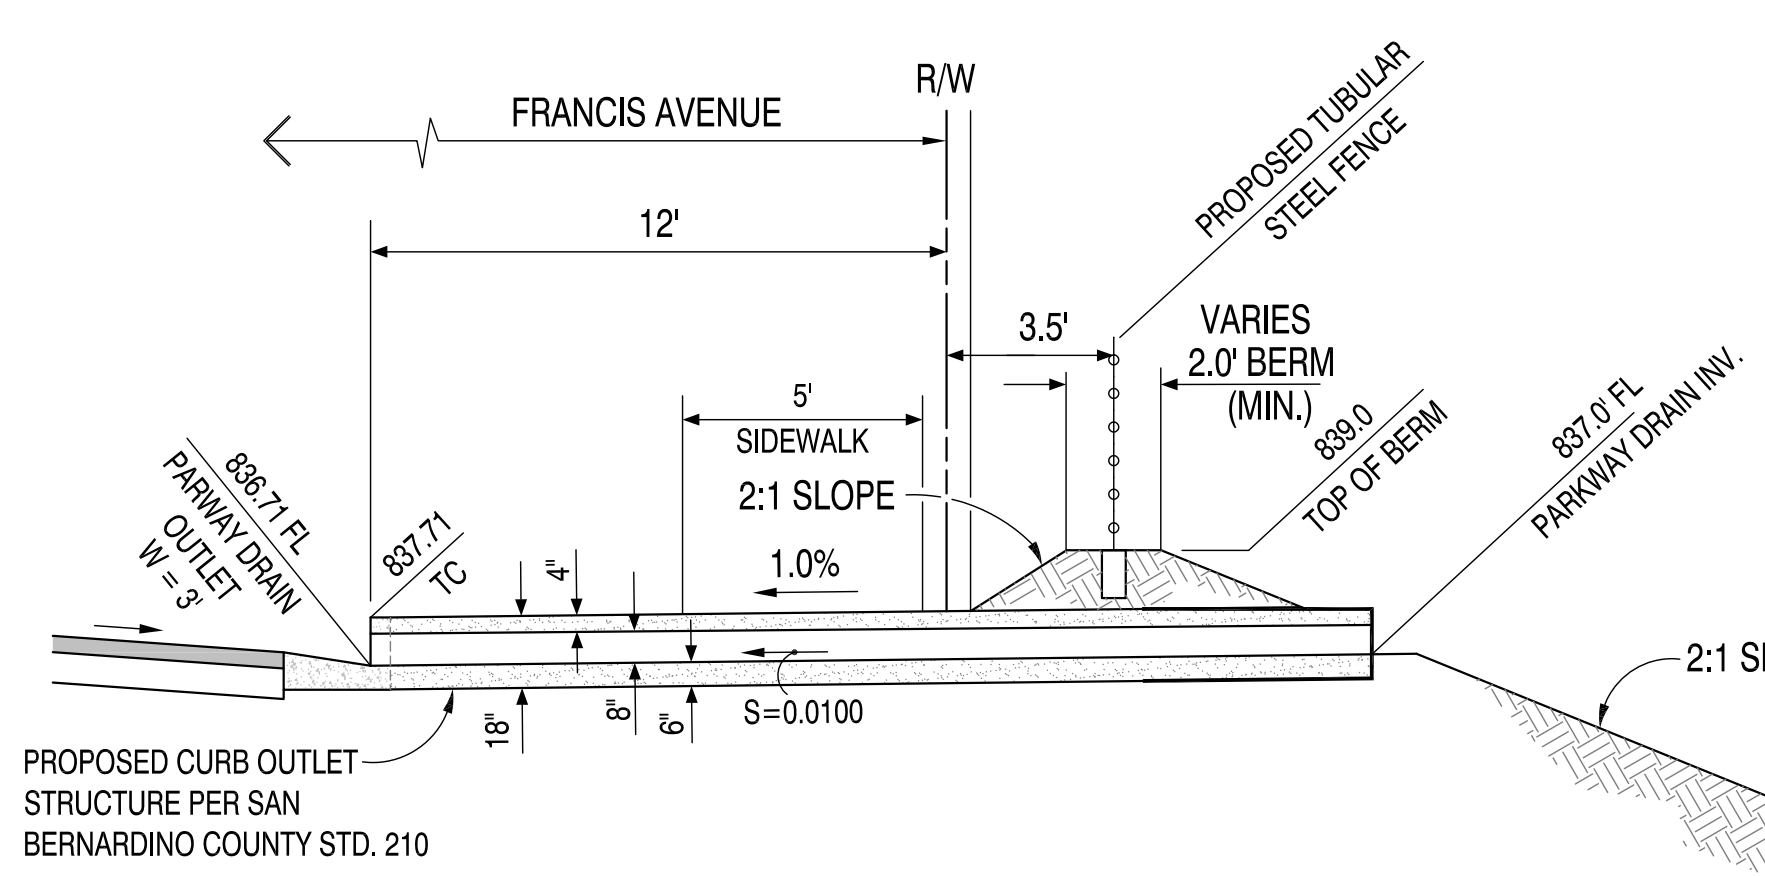 R/W
FRANCIS AVENUE
PROPOSED TUBULAR
STEEL FENCE
12'
3.5'
VARIES
2.0' BERM
(MIN.)
5'
SIDEWALK
2:1 SLOPE
839.0
TOP OF BERM
837.0' FL
PARKWAY DRAIN INV.
836.71 FL
PARWAY DRAIN
OUTLET
W = 3'
837.71
TC
4"
1.0%
2:1 Sl
18"
8"
6"
S=0.0100
PROPOSED CURB OUTLET
STRUCTURE PER SAN
BERNARDINO COUNTY STD. 210